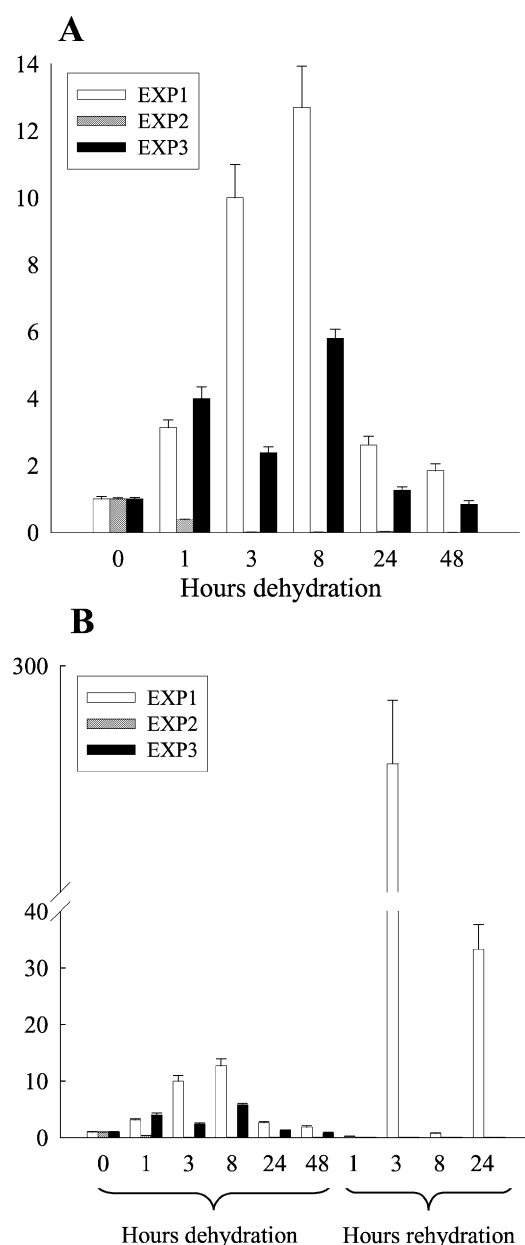 A
14
12
10
8
6
4
2
0
EXP1
EXP2
EXP3
0 1 3 8 24 48
Hours dehydration
B
300
40
30
20
10
0
EXP1
EXP2
EXP3
0 1 3 8 24 48 1 3 8 24
Hours dehydration Hours rehydration